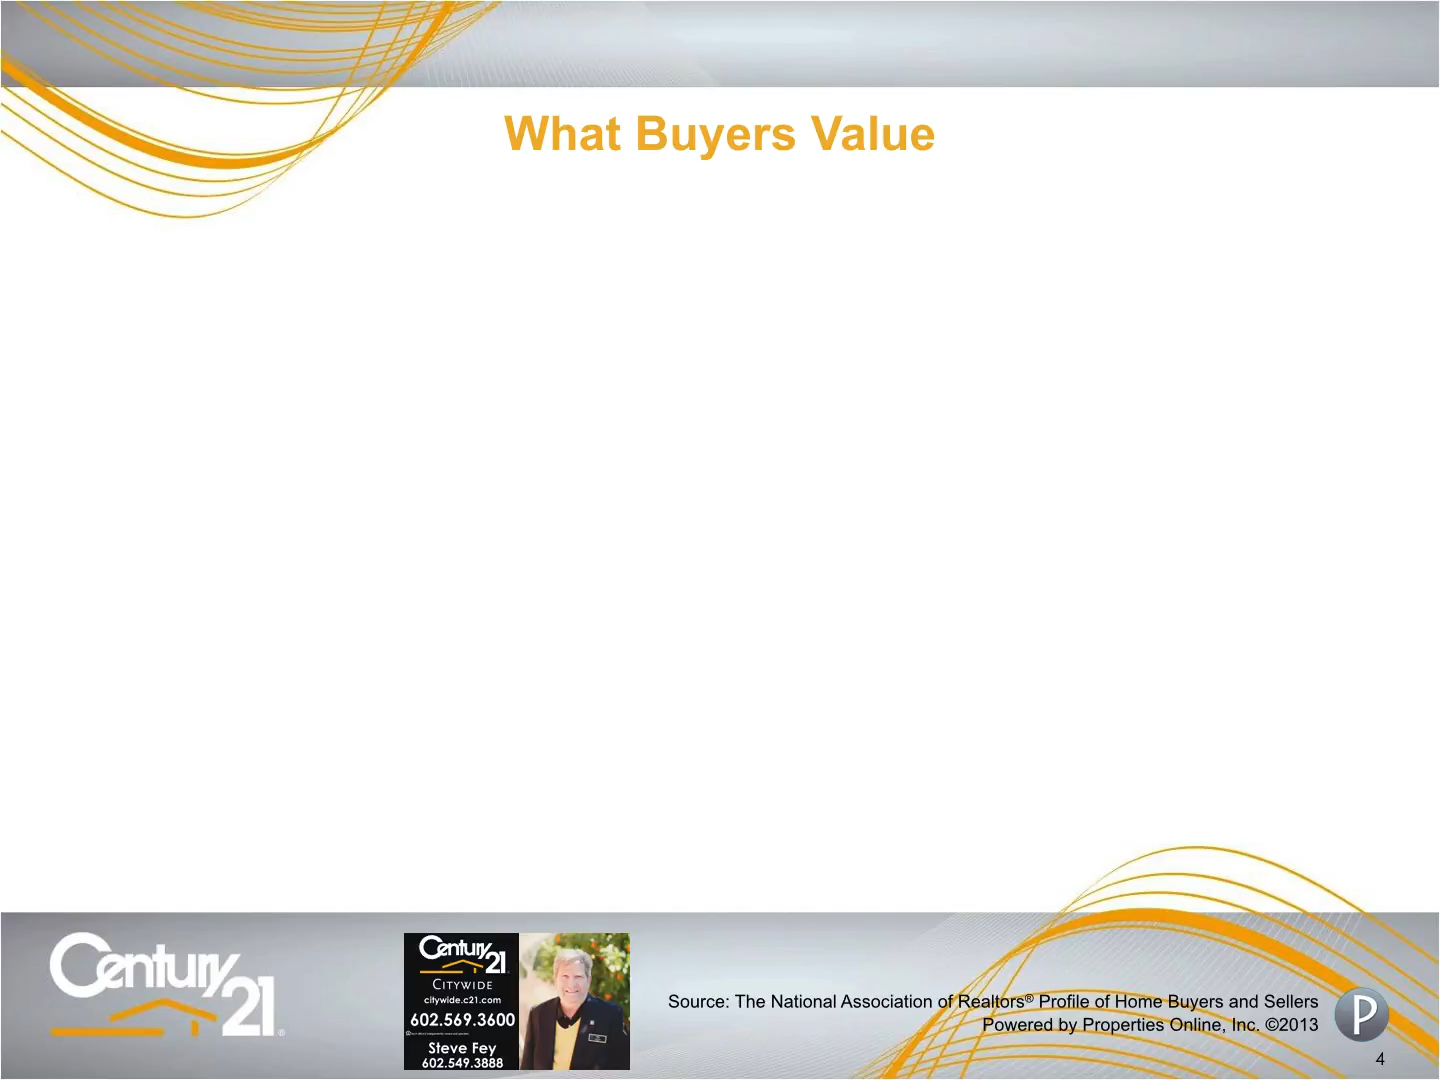 What Buyers Value
Century 21®
Century 21
CITYWIDE
citywide.c21.com
602.569.3600
Steve Fey
602.549.3888
Source: The National Association of Realtors® Profile of Home Buyers and Sellers
Powered by Properties Online, Inc. ©2013
P
4